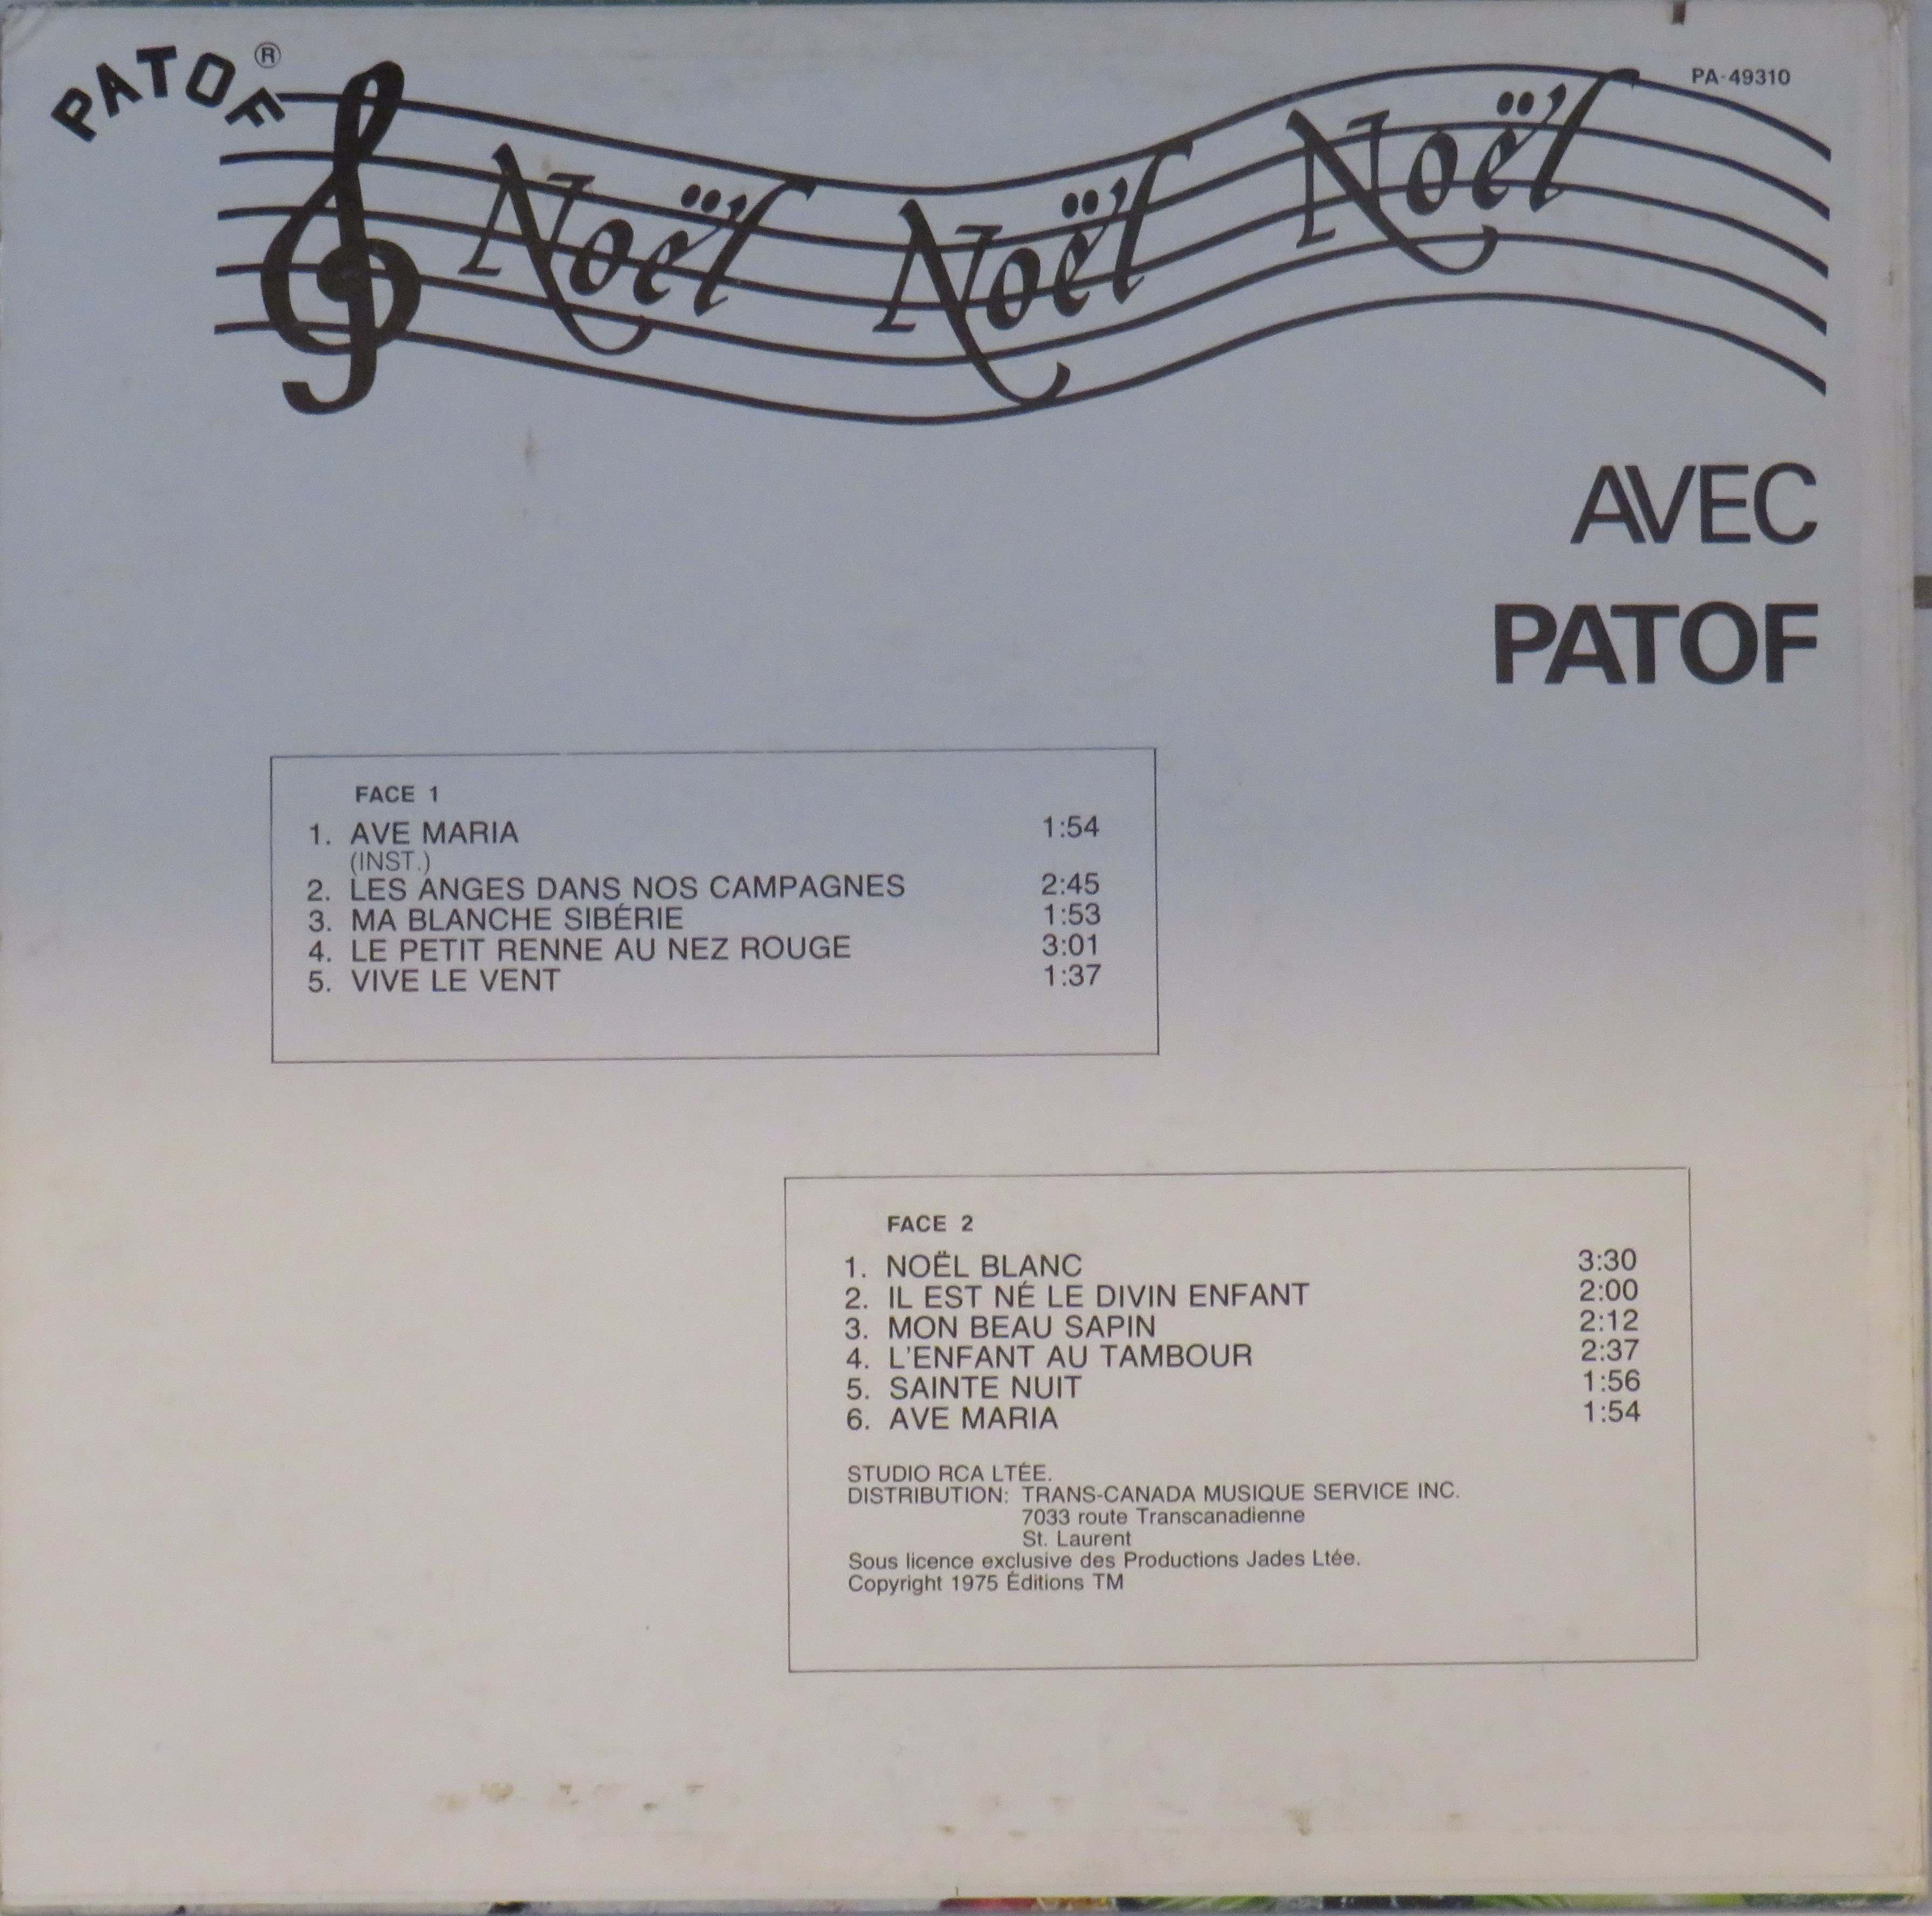 PATOF ®
PA-49310
Noël Noël Noël
AVEC
PATOF
FACE 1
1. AVE MARIA 1:54
(INST.)
2. LES ANGES DANS NOS CAMPAGNES 2:45
3. MA BLANCHE SIBÉRIE 1:53
4. LE PETIT RENNE AU NEZ ROUGE 3:01
5. VIVE LE VENT 1:37
FACE 2
1. NOËL BLANC 3:30
2. IL EST NÉ LE DIVIN ENFANT 2:00
3. MON BEAU SAPIN 2:12
4. L'ENFANT AU TAMBOUR 2:37
5. SAINTE NUIT 1:56
6. AVE MARIA 1:54
STUDIO RCA LTÉE.
DISTRIBUTION: TRANS-CANADA MUSIQUE SERVICE INC.
7033 route Transcanadienne
St. Laurent
Sous licence exclusive des Productions Jades Ltée.
Copyright 1975 Éditions TM